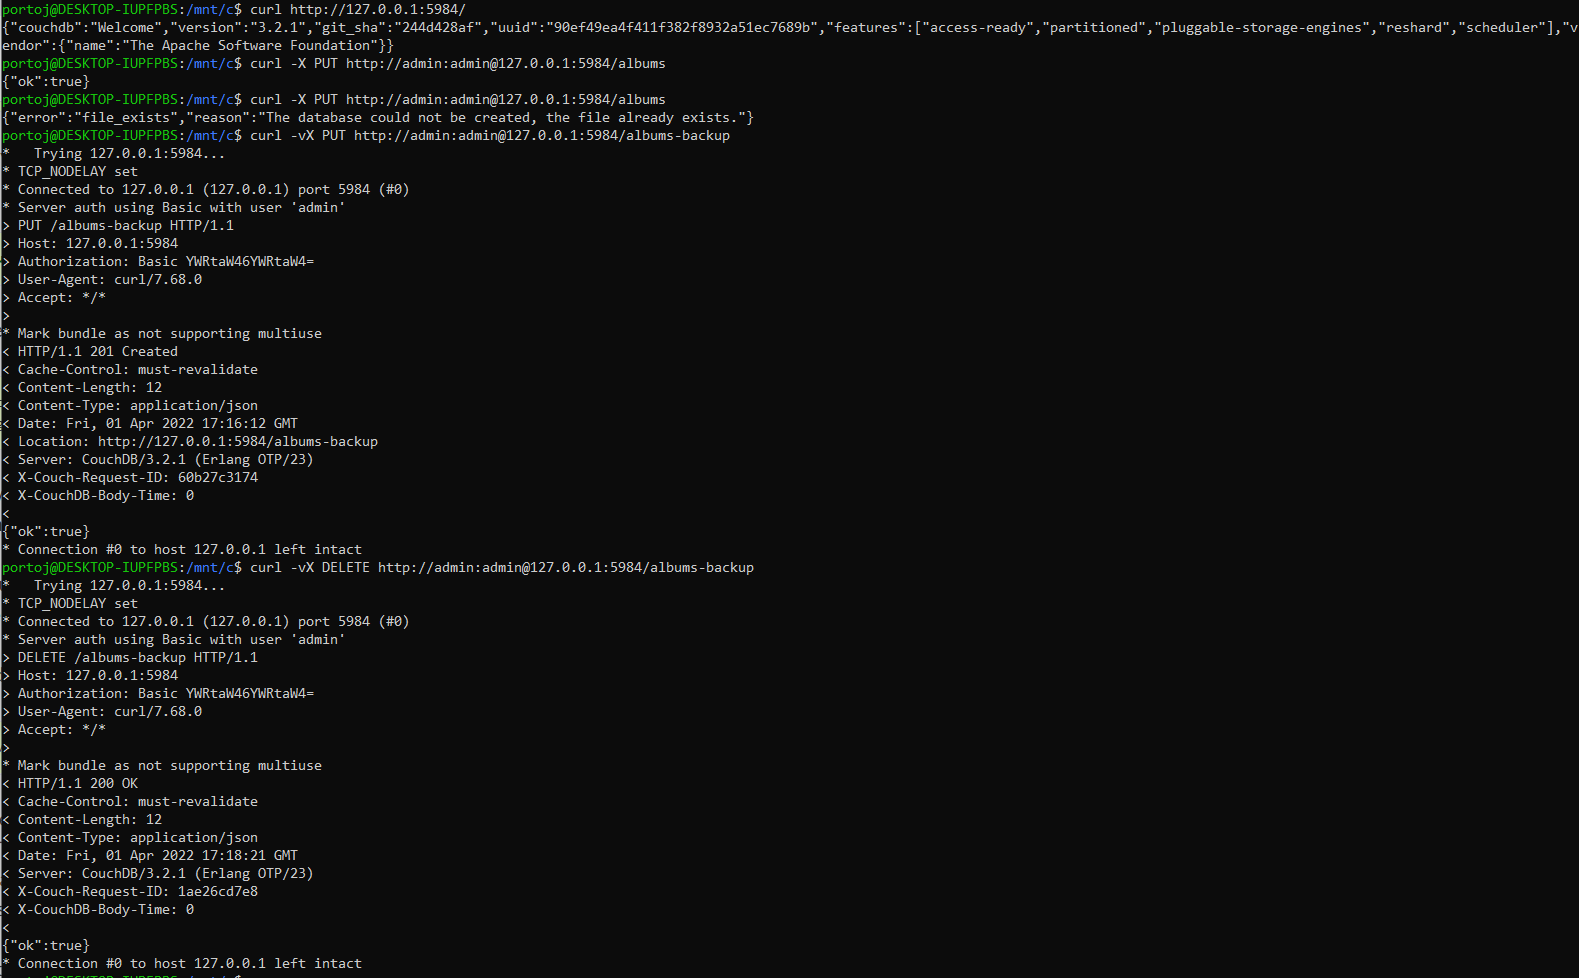 portoj@DESKTOP-IUPFPBS:/mnt/c$ curl http://127.0.0.1:5984/
{"couchdb":"Welcome","version":"3.2.1","git_sha":"244d428af","uuid":"90ef49ea4f411f382f8932a51ec7689b","features":["access-ready","partitioned","pluggable-storage-engines","reshard","scheduler"],"v
endor":{"name":"The Apache Software Foundation"}}
portoj@DESKTOP-IUPFPBS:/mnt/c$ curl -X PUT http://admin:admin@127.0.0.1:5984/albums
{"ok":true}
portoj@DESKTOP-IUPFPBS:/mnt/c$ curl -X PUT http://admin:admin@127.0.0.1:5984/albums
{"error":"file_exists","reason":"The database could not be created, the file already exists."}
portoj@DESKTOP-IUPFPBS:/mnt/c$ curl -vX PUT http://admin:admin@127.0.0.1:5984/albums-backup
*   Trying 127.0.0.1:5984...
* TCP_NODELAY set
* Connected to 127.0.0.1 (127.0.0.1) port 5984 (#0)
* Server auth using Basic with user 'admin'
> PUT /albums-backup HTTP/1.1
> Host: 127.0.0.1:5984
> Authorization: Basic YWRtaW46YWRtaW4=
> User-Agent: curl/7.68.0
> Accept: */*
>
* Mark bundle as not supporting multiuse
< HTTP/1.1 201 Created
< Cache-Control: must-revalidate
< Content-Length: 12
< Content-Type: application/json
< Date: Fri, 01 Apr 2022 17:16:12 GMT
< Location: http://127.0.0.1:5984/albums-backup
< Server: CouchDB/3.2.1 (Erlang OTP/23)
< X-Couch-Request-ID: 60b27c3174
< X-CouchDB-Body-Time: 0
<
{"ok":true}
* Connection #0 to host 127.0.0.1 left intact
portoj@DESKTOP-IUPFPBS:/mnt/c$ curl -vX DELETE http://admin:admin@127.0.0.1:5984/albums-backup
*   Trying 127.0.0.1:5984...
* TCP_NODELAY set
* Connected to 127.0.0.1 (127.0.0.1) port 5984 (#0)
* Server auth using Basic with user 'admin'
> DELETE /albums-backup HTTP/1.1
> Host: 127.0.0.1:5984
> Authorization: Basic YWRtaW46YWRtaW4=
> User-Agent: curl/7.68.0
> Accept: */*
>
* Mark bundle as not supporting multiuse
< HTTP/1.1 200 OK
< Cache-Control: must-revalidate
< Content-Length: 12
< Content-Type: application/json
< Date: Fri, 01 Apr 2022 17:18:21 GMT
< Server: CouchDB/3.2.1 (Erlang OTP/23)
< X-Couch-Request-ID: 1ae26cd7e8
< X-CouchDB-Body-Time: 0
<
{"ok":true}
* Connection #0 to host 127.0.0.1 left intact